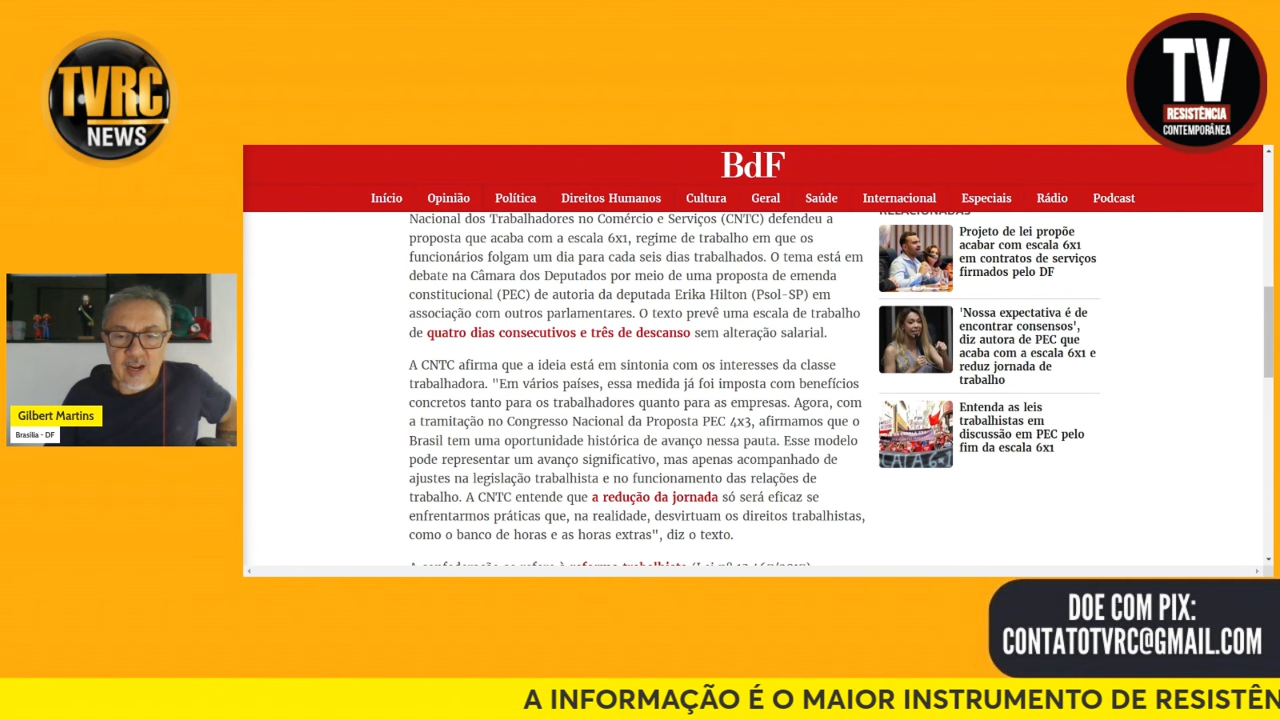 TVRC
NEWS
TV
RESISTÊNCIA
CONTEMPORÂNEA
BdF
Início Opinião Política Direitos Humanos Cultura Geral Saúde Internacional Especiais Rádio Podcast
Nacional dos Trabalhadores no Comércio e Serviços (CNTC) defendeu a
proposta que acaba com a escala 6x1, regime de trabalho em que os
funcionários folgam um dia para cada seis dias trabalhados. O tema está em
debate na Câmara dos Deputados por meio de uma proposta de emenda
constitucional (PEC) de autoria da deputada Erika Hilton (Psol-SP) em
associação com outros parlamentares. O texto prevê uma escala de trabalho
de quatro dias consecutivos e três de descanso sem alteração salarial.
A CNTC afirma que a ideia está em sintonia com os interesses da classe
trabalhadora. "Em vários países, essa medida já foi imposta com benefícios
concretos tanto para os trabalhadores quanto para as empresas. Agora, com
a tramitação no Congresso Nacional da Proposta PEC 4x3, afirmamos que o
Brasil tem uma oportunidade histórica de avanço nessa pauta. Esse modelo
pode representar um avanço significativo, mas apenas acompanhado de
ajustes na legislação trabalhista e no funcionamento das relações de
trabalho. A CNTC entende que a redução da jornada só será eficaz se
enfrentarmos práticas que, na realidade, desvirtuam os direitos trabalhistas,
como o banco de horas e as horas extras", diz o texto.
RELACIONADAS
Projeto de lei propõe
acabar com escala 6x1
em contratos de serviços
firmados pelo DF
'Nossa expectativa é de
encontrar consensos',
diz autora de PEC que
acaba com a escala 6x1 e
reduz jornada de
trabalho
Entenda as leis
trabalhistas em
discussão em PEC pelo
fim da escala 6x1
Gilbert Martins
Brasília - DF
DOE COM PIX:
CONTATOTVRC@GMAIL.COM
A INFORMAÇÃO É O MAIOR INSTRUMENTO DE RESISTÊN